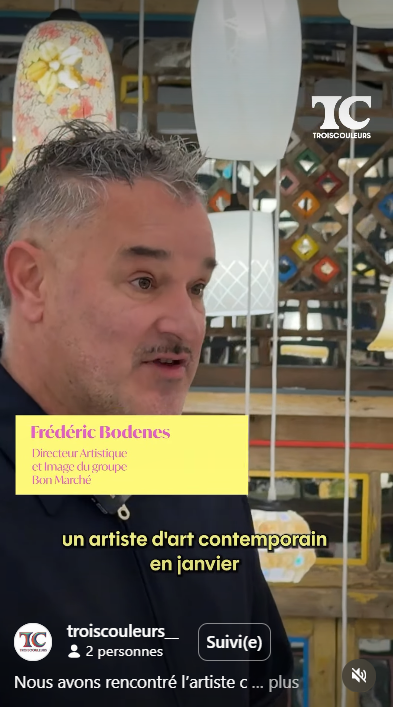 TC
TROISCOULEURS
Frédéric Bodenes
Directeur Artistique
et Image du groupe
Bon Marché
un artiste d'art contemporain
en janvier
TC
TROISCOULEURS
troiscouleurs__
Suivi(e)
2 personnes
Nous avons rencontré l'artiste c ... plus